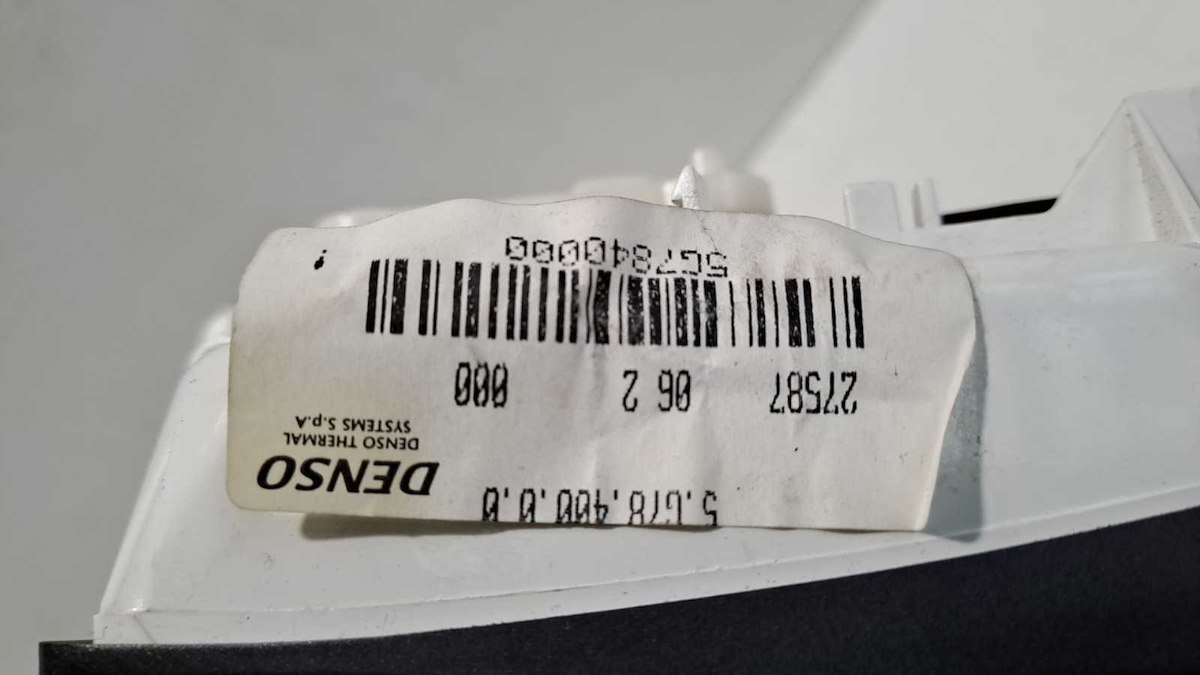 5.G78.400.0.0
DENSO
DENSO THERMAL
SYSTEMS S.p.A
27587 06 2 000
5G7840000